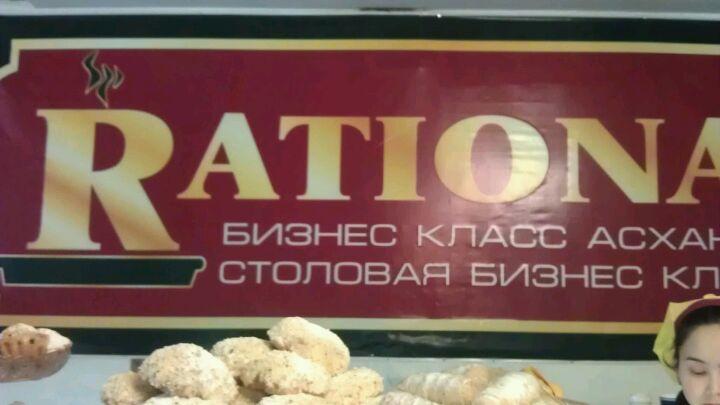 RATIONA
БИЗНЕС КЛАСС АСХАН
СТОЛОВАЯ БИЗНЕС КЛ